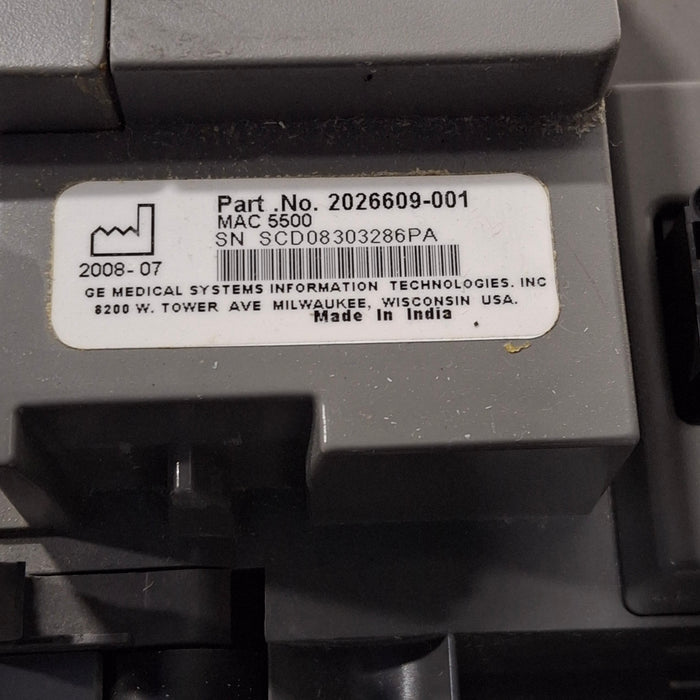 Part .No. 2026609-001
MAC 5500
SN SCD08303286PA
2008-07
GE MEDICAL SYSTEMS INFORMATION TECHNOLOGIES. INC
8200 W. TOWER AVE MILWAUKEE, WISCONSIN USA.
Made In India